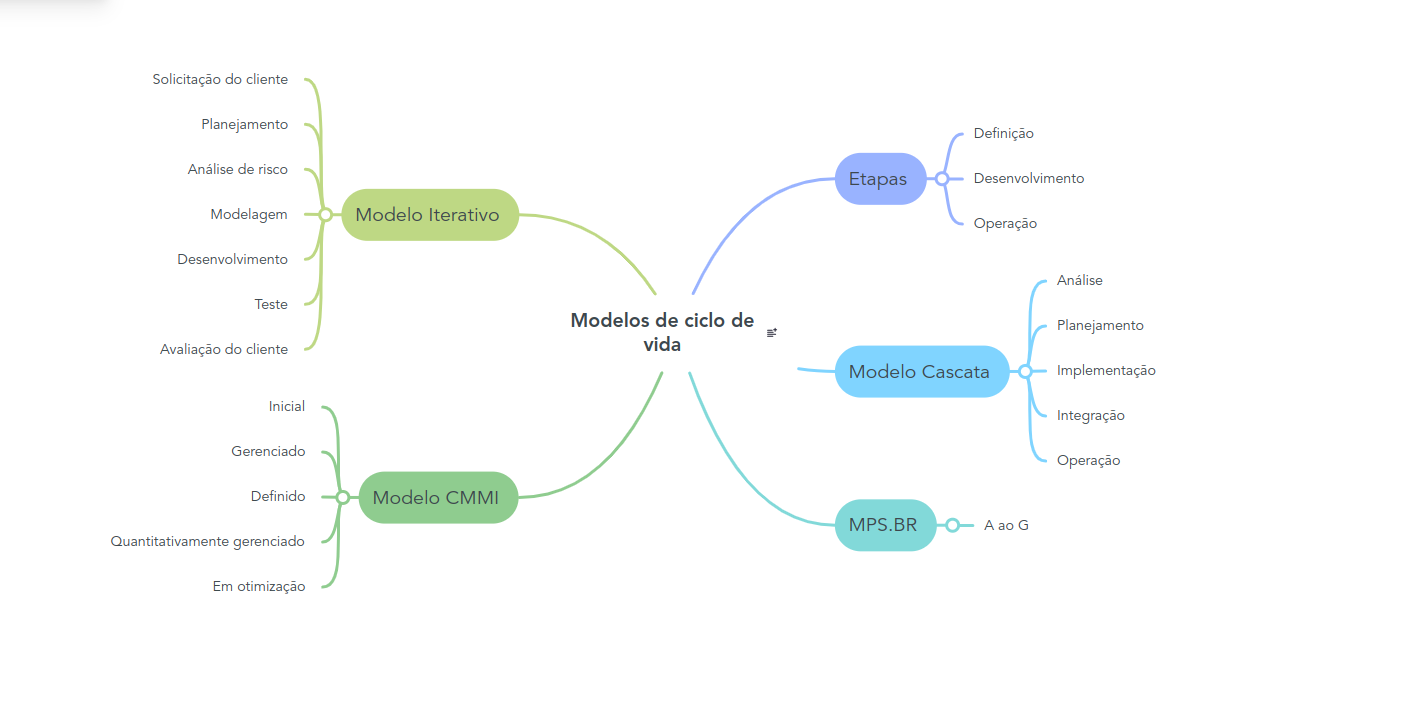 Modelos de ciclo de
vida
Etapas
Definição
Desenvolvimento
Operação
Modelo Cascata
Análise
Planejamento
Implementação
Integração
Operação
MPS.BR
A ao G
Modelo Iterativo
Solicitação do cliente
Planejamento
Análise de risco
Modelagem
Desenvolvimento
Teste
Avaliação do cliente
Modelo CMMI
Inicial
Gerenciado
Definido
Quantitativamente gerenciado
Em otimização